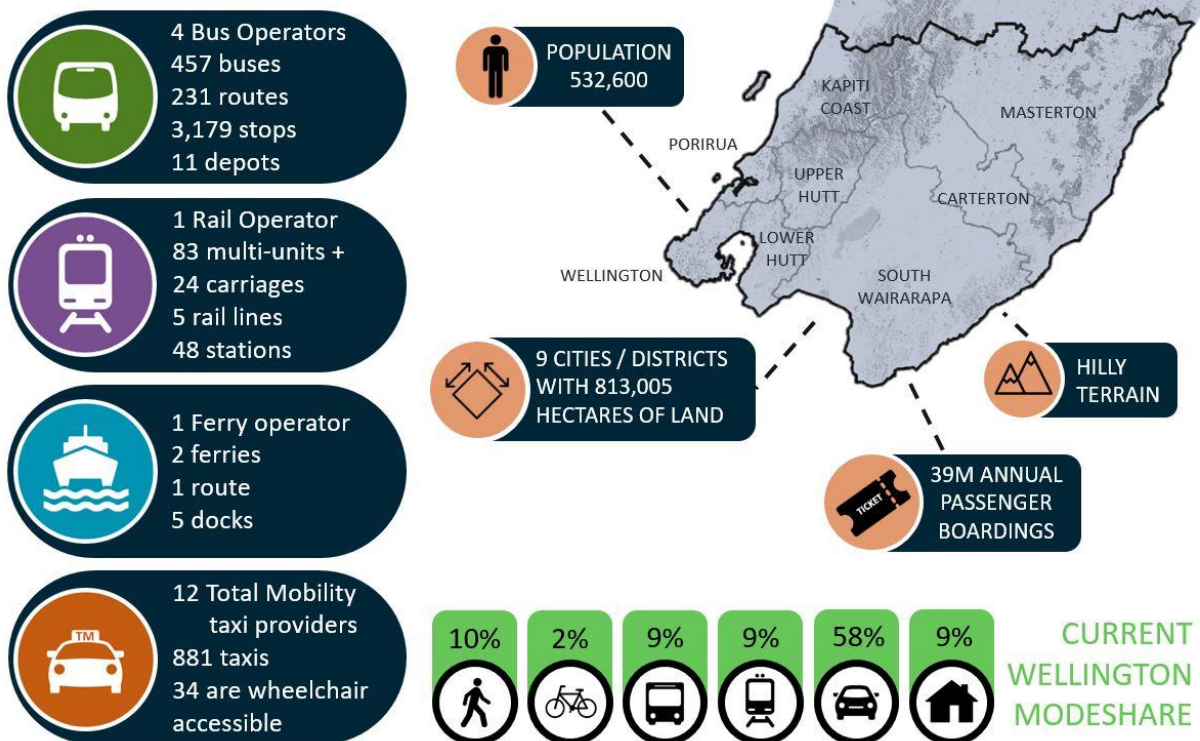 4 Bus Operators
457 buses
231 routes
3,179 stops
11 depots
1 Rail Operator
83 multi-units +
24 carriages
5 rail lines
48 stations
1 Ferry operator
2 ferries
1 route
5 docks
TM
12 Total Mobility
taxi providers
881 taxis
34 are wheelchair
accessible
POPULATION
532,600
KAPITI
COAST
MASTERTON
PORIRUA
UPPER
HUTT
CARTERTON
LOWER
HUTT
WELLINGTON
SOUTH
WAIRARAPA
9 CITIES / DISTRICTS
WITH 813,005
HECTARES OF LAND
HILLY
TERRAIN
TICKET
39M ANNUAL
PASSENGER
BOARDINGS
10% 2% 9% 9% 58% 9%
CURRENT
WELLINGTON
MODESHARE